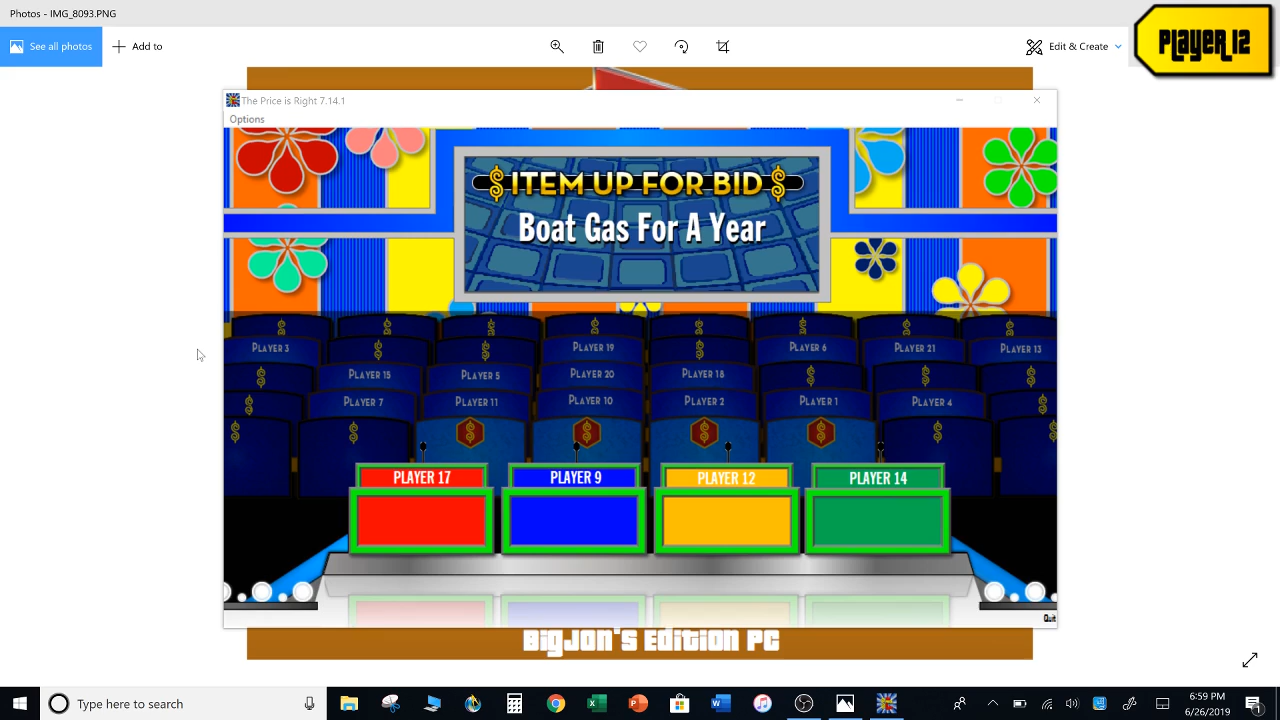 Photos - IMG_8093.PNG
See all photos
Add to
Edit & Create
PLAYER 12
The Price is Right 7.14.1
Options
$ ITEM UP FOR BID $
Boat Gas For A Year
PLAYER 3
PLAYER 19
PLAYER 6
PLAYER 21
PLAYER 13
PLAYER 15
PLAYER 5
PLAYER 20
PLAYER 18
PLAYER 7
PLAYER 11
PLAYER 10
PLAYER 2
PLAYER 1
PLAYER 4
PLAYER 17
PLAYER 9
PLAYER 12
PLAYER 14
Quit
BigJon's Edition PC
Type here to search
6:59 PM
6/26/2019
1